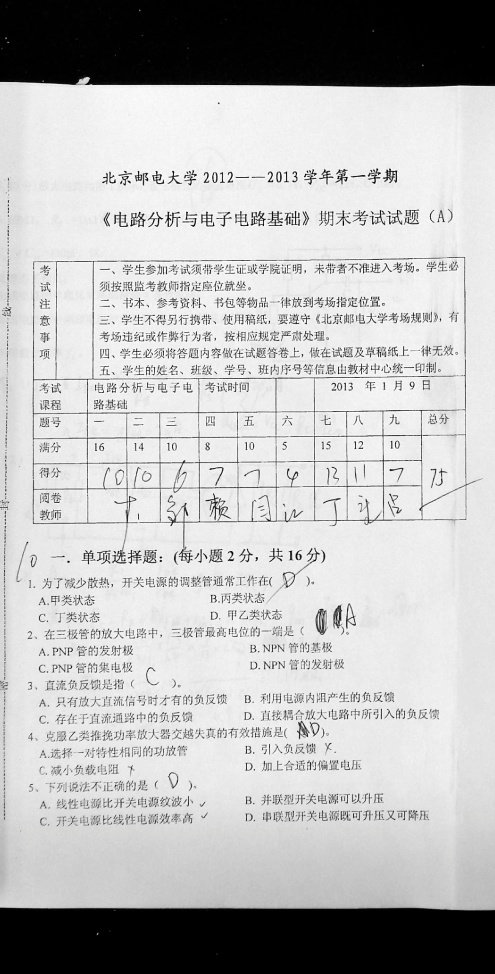 北京邮电大学 2012——2013 学年第一学期
《电路分析与电子电路基础》期末考试试题（A）
考试注意事项
一、学生参加考试须带学生证或学院证明，未带者不准进入考场。学生必
须按照监考教师指定座位就坐。
二、书本、参考资料、书包等物品一律放到考场指定位置。
三、学生不得另行携带、使用稿纸，要遵守《北京邮电大学考场规则》，有
考场违纪或作弊行为者，按相应规定严肃处理。
四、学生必须将答题内容做在试题答卷上，做在试题及草稿纸上一律无效。
五、学生的姓名、班级、学号、班内序号等信息由教材中心统一印制。
考试课程 电路分析与电子电路基础 考试时间 2013 年 1 月 9 日
题号 一 二 三 四 五 六 七 八 九 总分
满分 16 14 10 8 10 5 15 12 10
得分 10 10 6 7 7 4 13 11 7 75
阅卷教师 赖 闫 江 丁
10 一．单项选择题：(每小题 2 分，共 16 分)
1. 为了减少散热，开关电源的调整管通常工作在( D )。
A.甲类状态 B.丙类状态
C. 丁类状态 D. 甲乙类状态
2、在三极管的放大电路中，三极管最高电位的一端是（ A ）。
A. PNP 管的发射极 B. NPN 管的基极
C. PNP 管的集电极 D. NPN 管的发射极
3、直流负反馈是指（ C ）。
A. 只有放大直流信号时才有的负反馈 B. 利用电源内阻产生的负反馈
C. 存在于直流通路中的负反馈 D. 直接耦合放大电路中所引入的负反馈
4、克服乙类推挽功率放大器交越失真的有效措施是( D )。
A.选择一对特性相同的功放管 B. 引入负反馈 ×.
C. 减小负载电阻 × D. 加上合适的偏置电压
5、下列说法不正确的是（ D ）。
A. 线性电源比开关电源纹波小 ✓ B. 并联型开关电源可以升压
C. 开关电源比线性电源效率高 ✓ D. 串联型开关电源既可升压又可降压